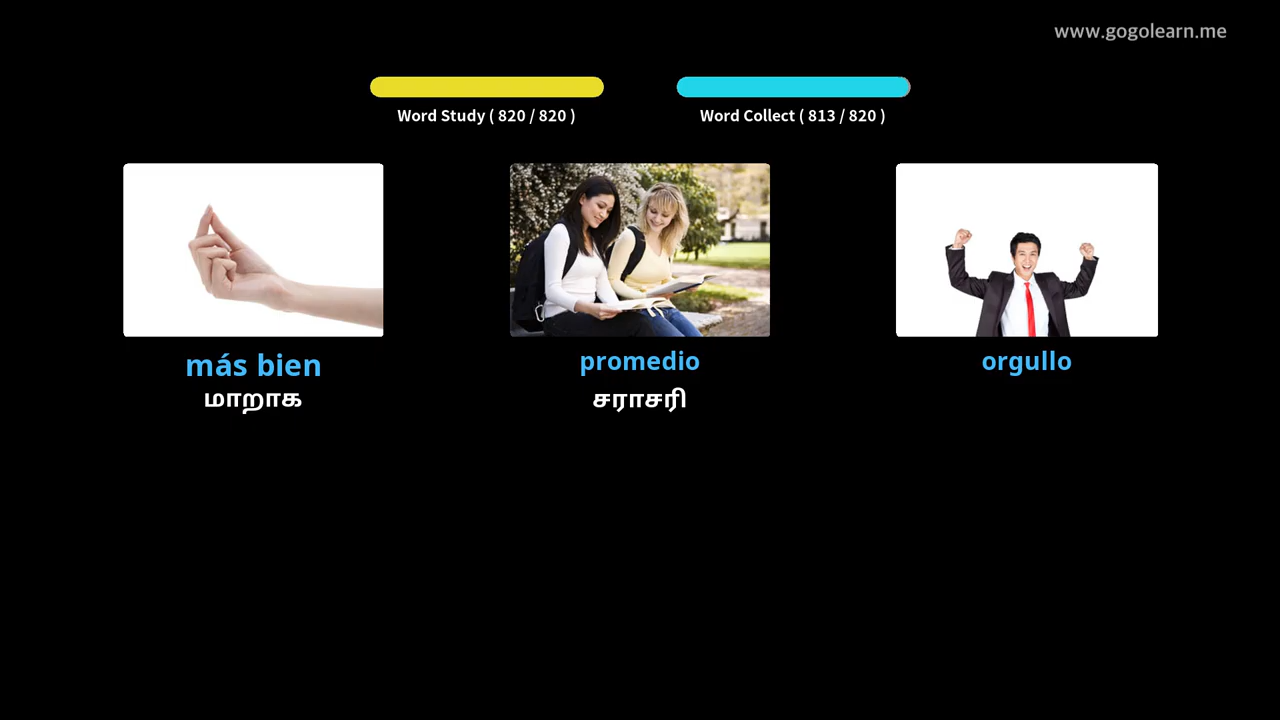 www.gogolearn.me
Word Study ( 820 / 820 )
Word Collect ( 813 / 820 )
más bien
மாறாக
promedio
சராசரி
orgullo